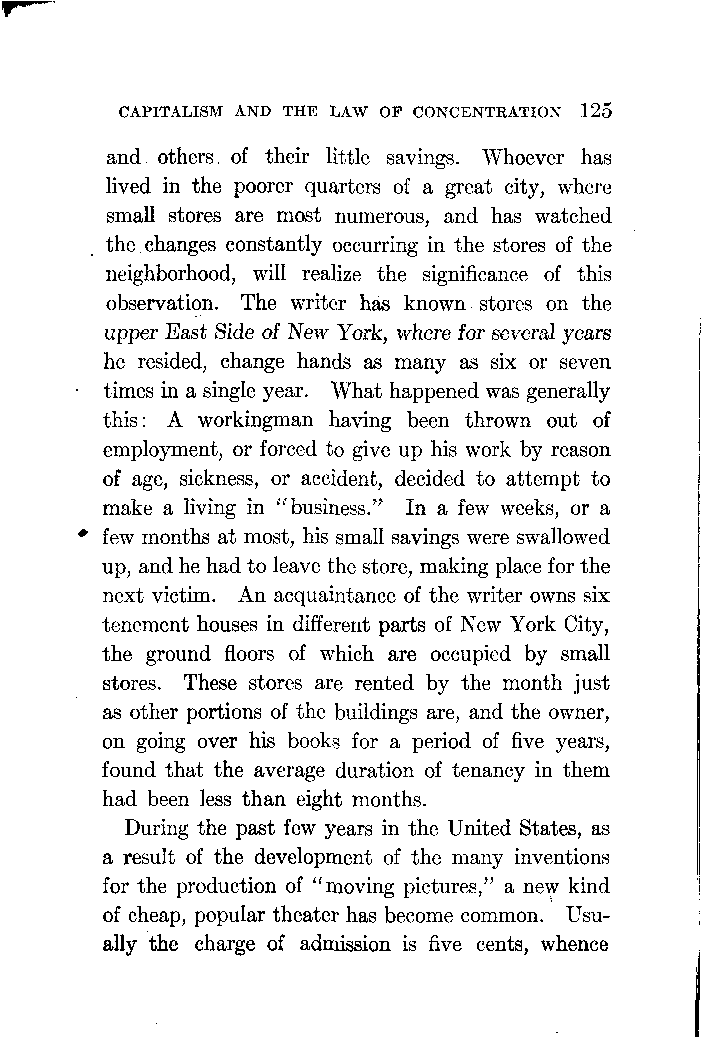 CAPITALISM AND THE LAW OF CONCENTRATION 125
and others of their little savings. Whoever has
lived in the poorer quarters of a great city, where
small stores are most numerous, and has watched
the changes constantly occurring in the stores of the
neighborhood, will realize the significance of this
observation. The writer has known stores on the
upper East Side of New York, where for several years
he resided, change hands as many as six or seven
times in a single year. What happened was generally
this: A workingman having been thrown out of
employment, or forced to give up his work by reason
of age, sickness, or accident, decided to attempt to
make a living in "business." In a few weeks, or a
few months at most, his small savings were swallowed
up, and he had to leave the store, making place for the
next victim. An acquaintance of the writer owns six
tenement houses in different parts of New York City,
the ground floors of which are occupied by small
stores. These stores are rented by the month just
as other portions of the buildings are, and the owner,
on going over his books for a period of five years,
found that the average duration of tenancy in them
had been less than eight months.
During the past few years in the United States, as
a result of the development of the many inventions
for the production of "moving pictures," a new kind
of cheap, popular theater has become common. Usu-
ally the charge of admission is five cents, whence